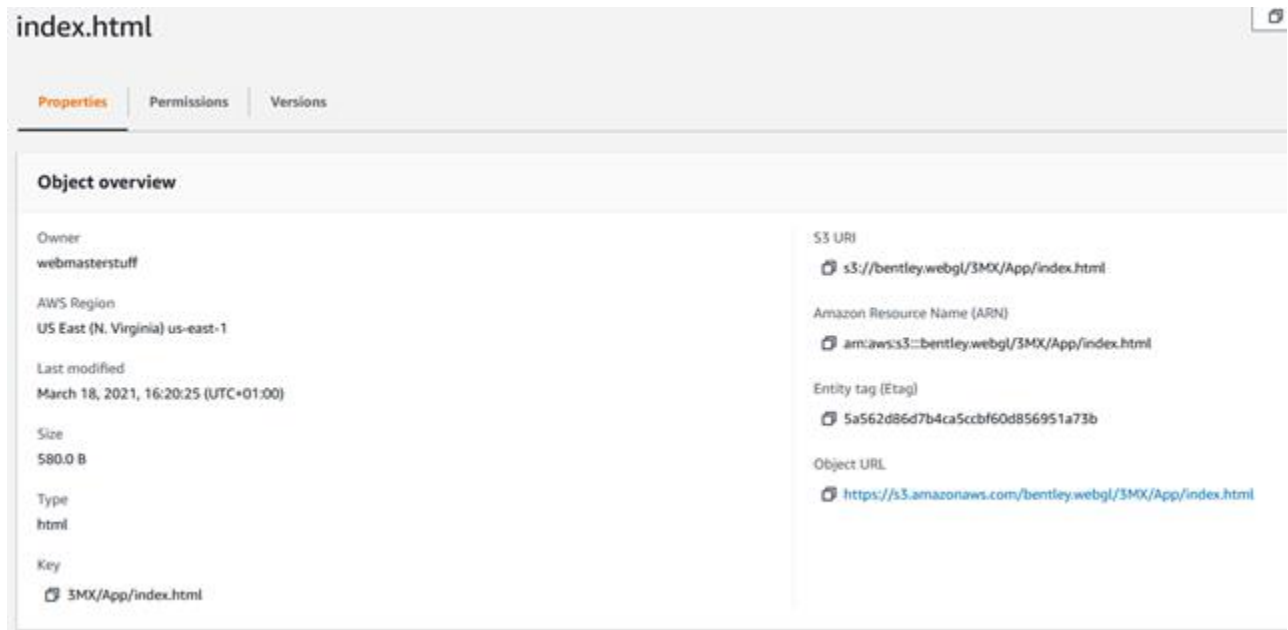 index.html
Properties
Permissions
Versions
Object overview
Owner
webmasterstuff
AWS Region
US East (N. Virginia) us-east-1
Last modified
March 18, 2021, 16:20:25 (UTC+01:00)
Size
580.0 B
Type
html
Key
3MX/App/index.html
S3 URI
s3://bentley.webgl/3MX/App/index.html
Amazon Resource Name (ARN)
arn:aws:s3:::bentley.webgl/3MX/App/index.html
Entity tag (Etag)
5a562d86d7b4ca5ccbf60d856951a73b
Object URL
https://s3.amazonaws.com/bentley.webgl/3MX/App/index.html